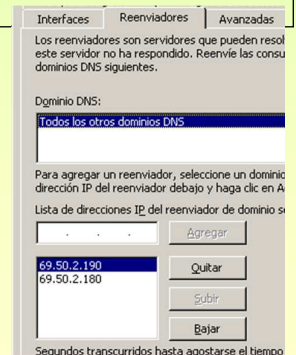 Interfaces Reenviadores Avanzadas
Los reenviadores son servidores que pueden resol
este servidor no ha respondido. Reenvíe las consu
dominios DNS siguientes.
Dominio DNS:
Todos los otros dominios DNS
Para agregar un reenviador, seleccione un dominio
dirección IP del reenviador debajo y haga clic en A
Lista de direcciones IP del reenviador de dominio se
. . . Agregar
69.50.2.190 Quitar
69.50.2.180
Subir
Bajar
Segundos transcurridos hasta agostarse el tiempo